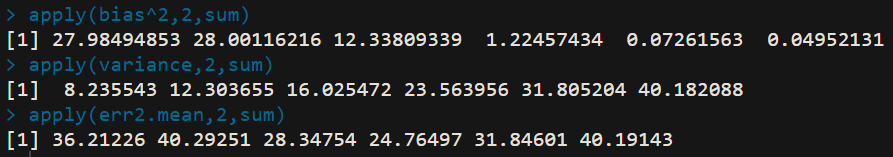 > apply(bias^2,2,sum)
[1] 27.98494853 28.00116216 12.33809339  1.22457434  0.07261563  0.04952131
> apply(variance,2,sum)
[1]  8.235543 12.303655 16.025472 23.563956 31.805204 40.182088
> apply(err2.mean,2,sum)
[1] 36.21226 40.29251 28.34754 24.76497 31.84601 40.19143